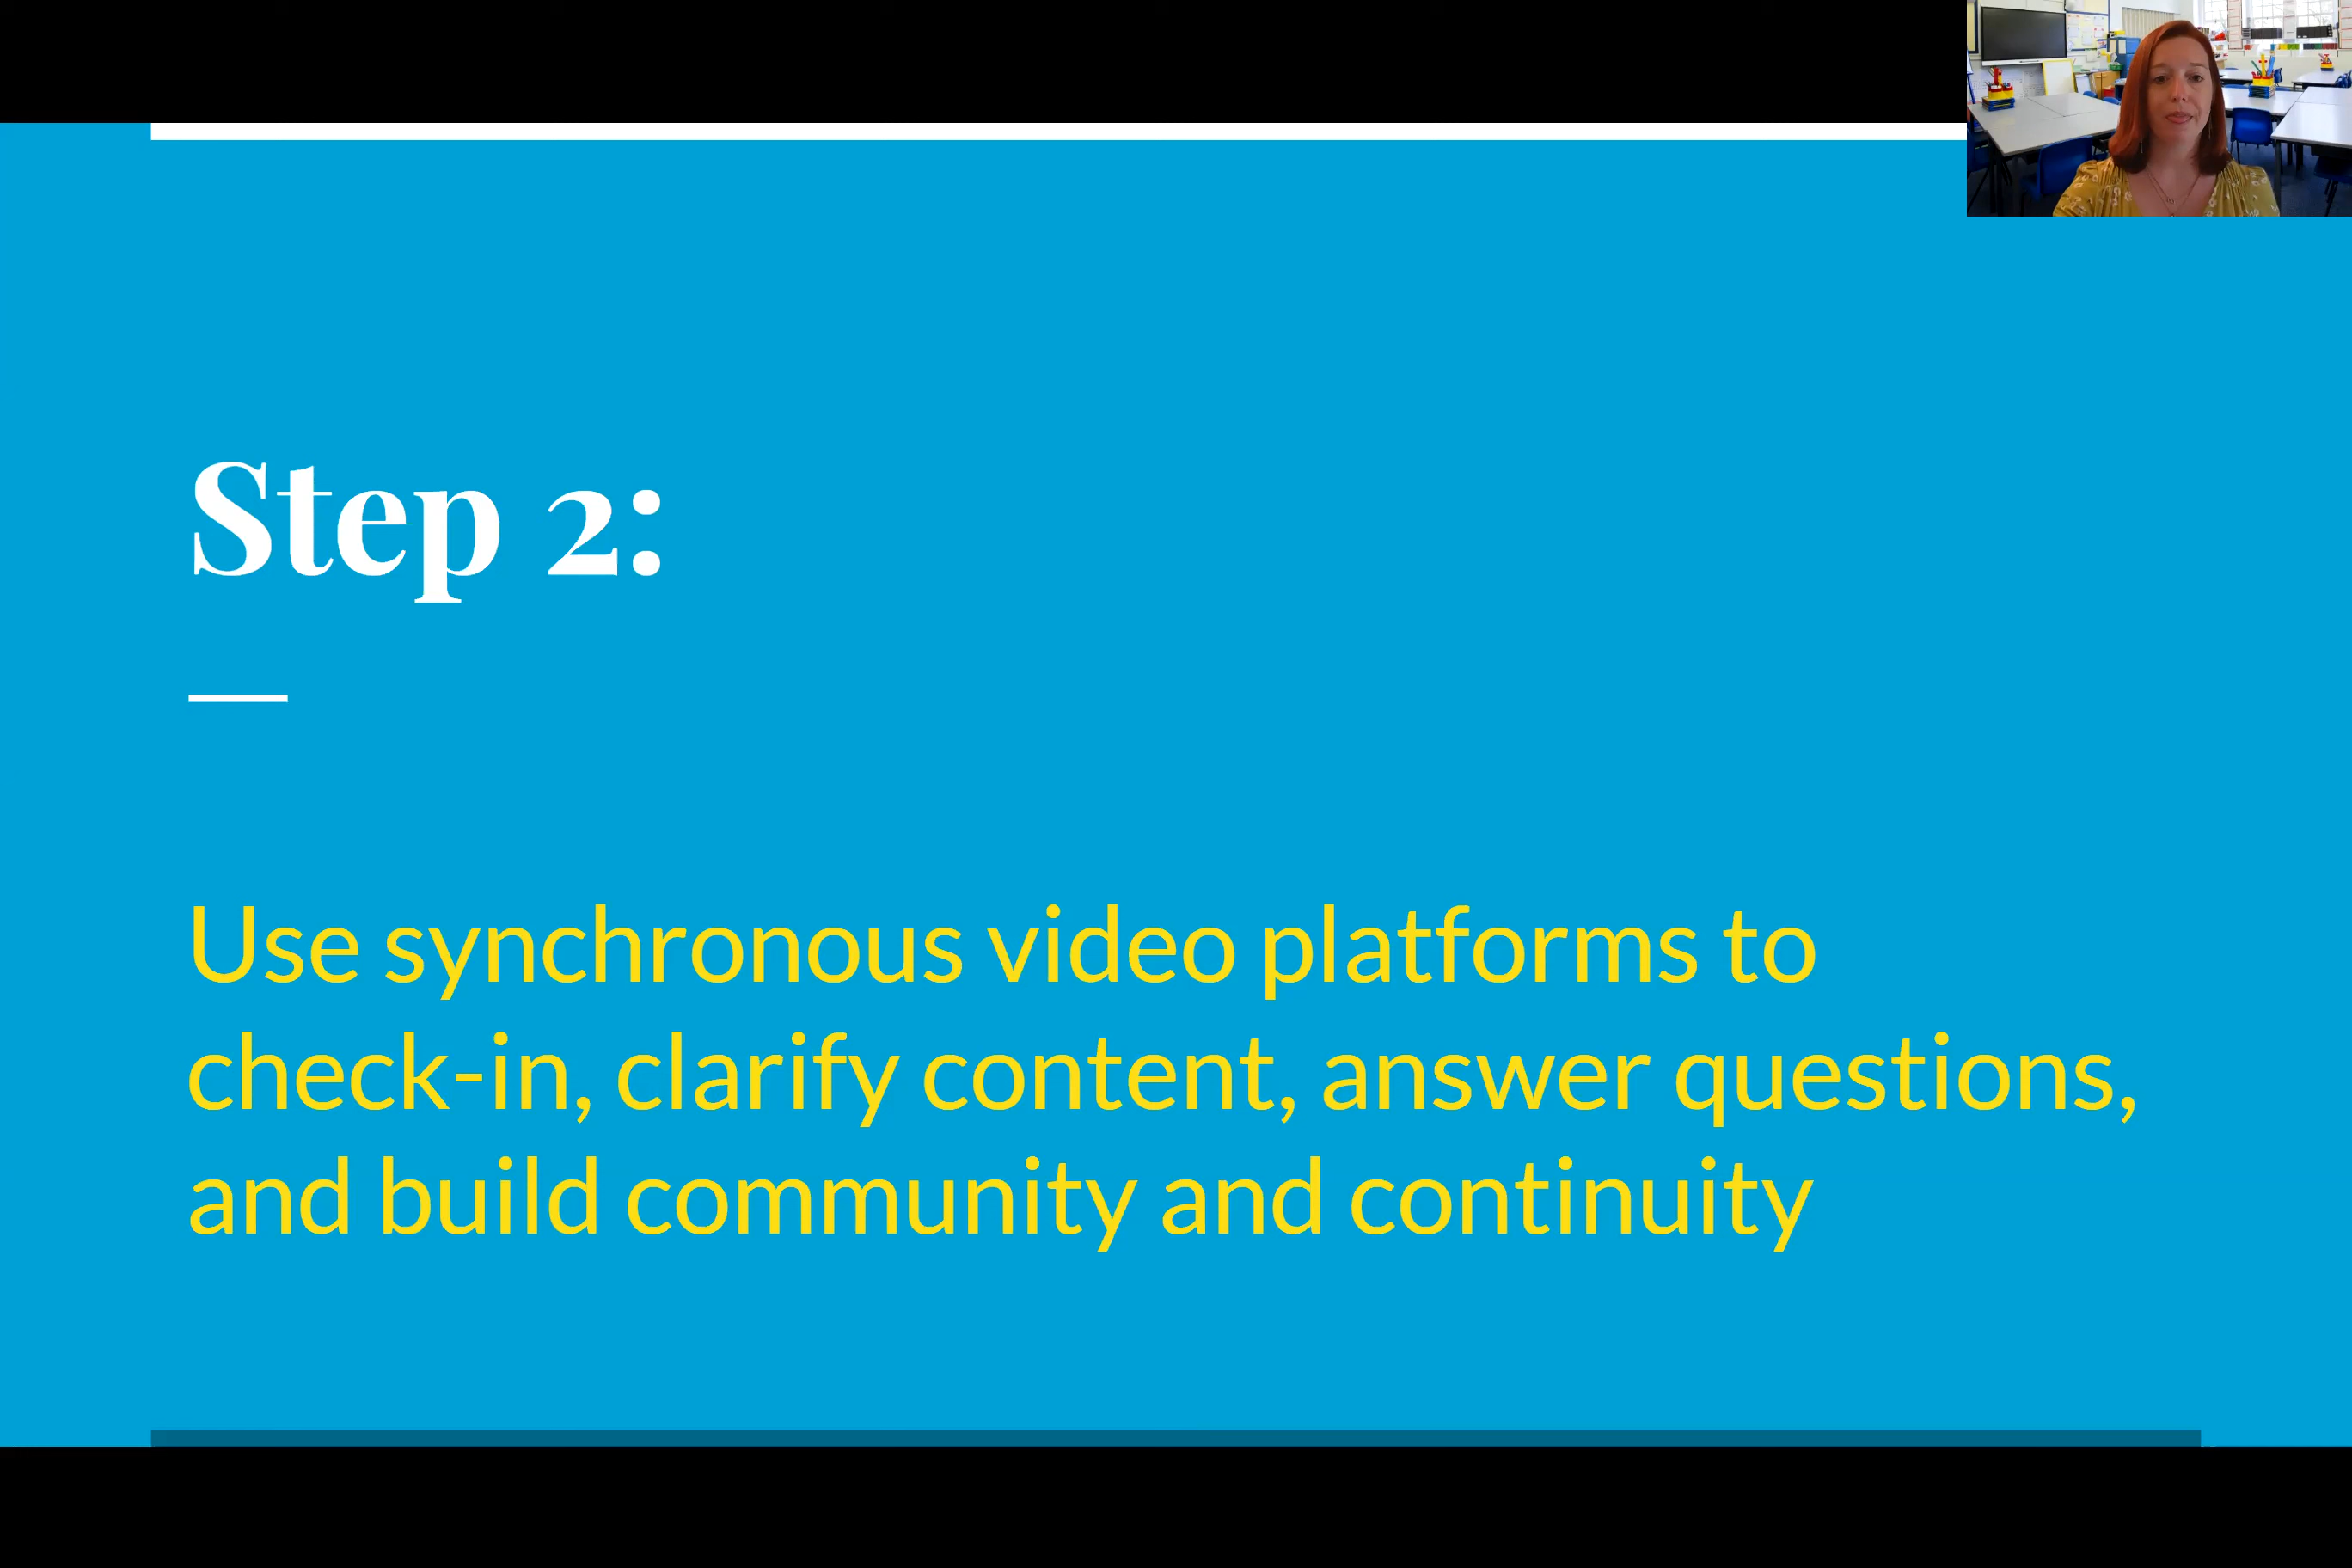 Step 2:
Use synchronous video platforms to
check-in, clarify content, answer questions,
and build community and continuity